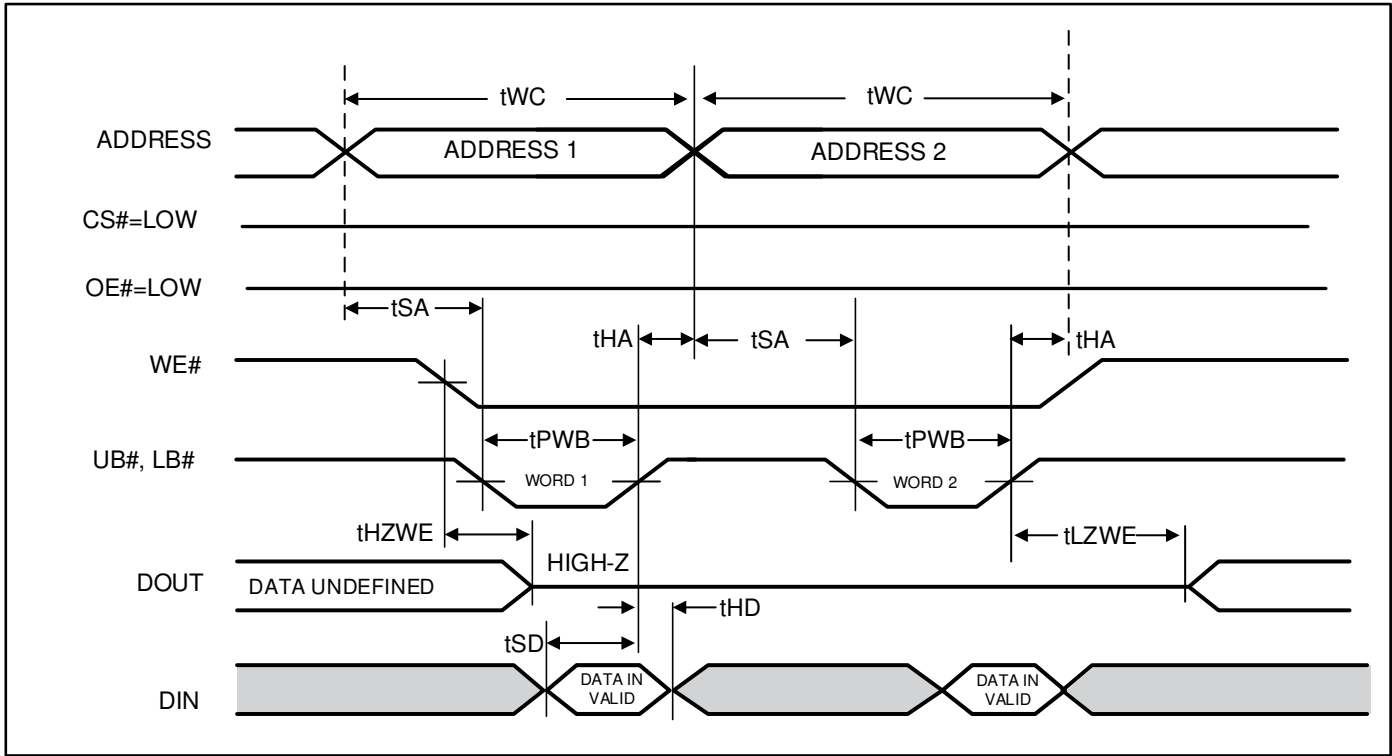 tWC tWC
ADDRESS ADDRESS 1 ADDRESS 2
CS#=LOW
OE#=LOW
tSA
tHA tSA tHA
WE#
tPWB tPWB
UB#, LB# WORD 1 WORD 2
tHZWE tLZWE
HIGH-Z
DOUT DATA UNDEFINED
tHD
tSD
DIN DATA IN VALID DATA IN VALID